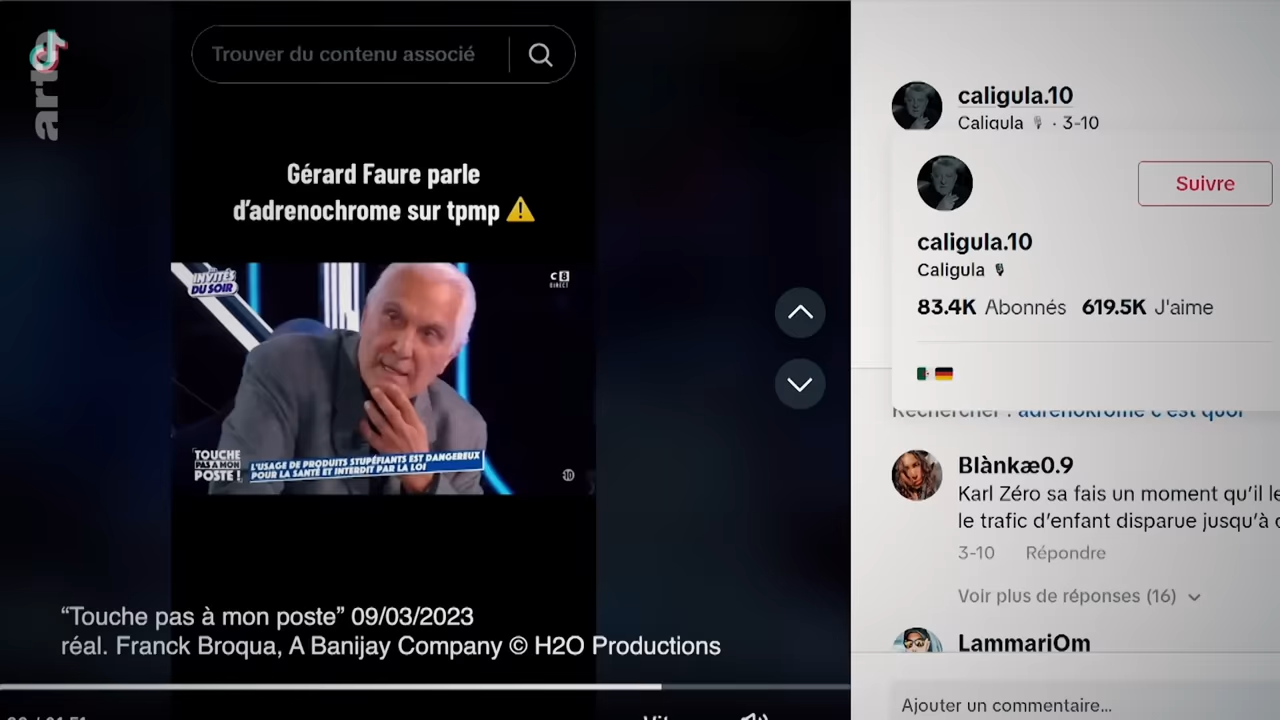 arte
Trouver du contenu associé
Gérard Faure parle
d’adrenochrome sur tpmp ⚠️
INVITÉS
DU SOIR
C8
DIRECT
TOUCHE
PAS A MON
POSTE !
L'USAGE DE PRODUITS STUPÉFIANTS EST DANGEREUX
POUR LA SANTÉ ET INTERDIT PAR LA LOI
-10
“Touche pas à mon poste” 09/03/2023
réal. Franck Broqua, A Banijay Company © H2O Productions
caligula.10
Caligula 🎙 · 3-10
caligula.10
Caligula 🎙
Suivre
83.4K Abonnés 619.5K J'aime
🇩🇿🇩🇪
Rechercher : adrenokrome c'est quoi
Blànkæ0.9
Karl Zéro sa fais un moment qu’il le
le trafic d’enfant disparue jusqu’à
3-10 Répondre
Voir plus de réponses (16)
LammariOm
Ajouter un commentaire...